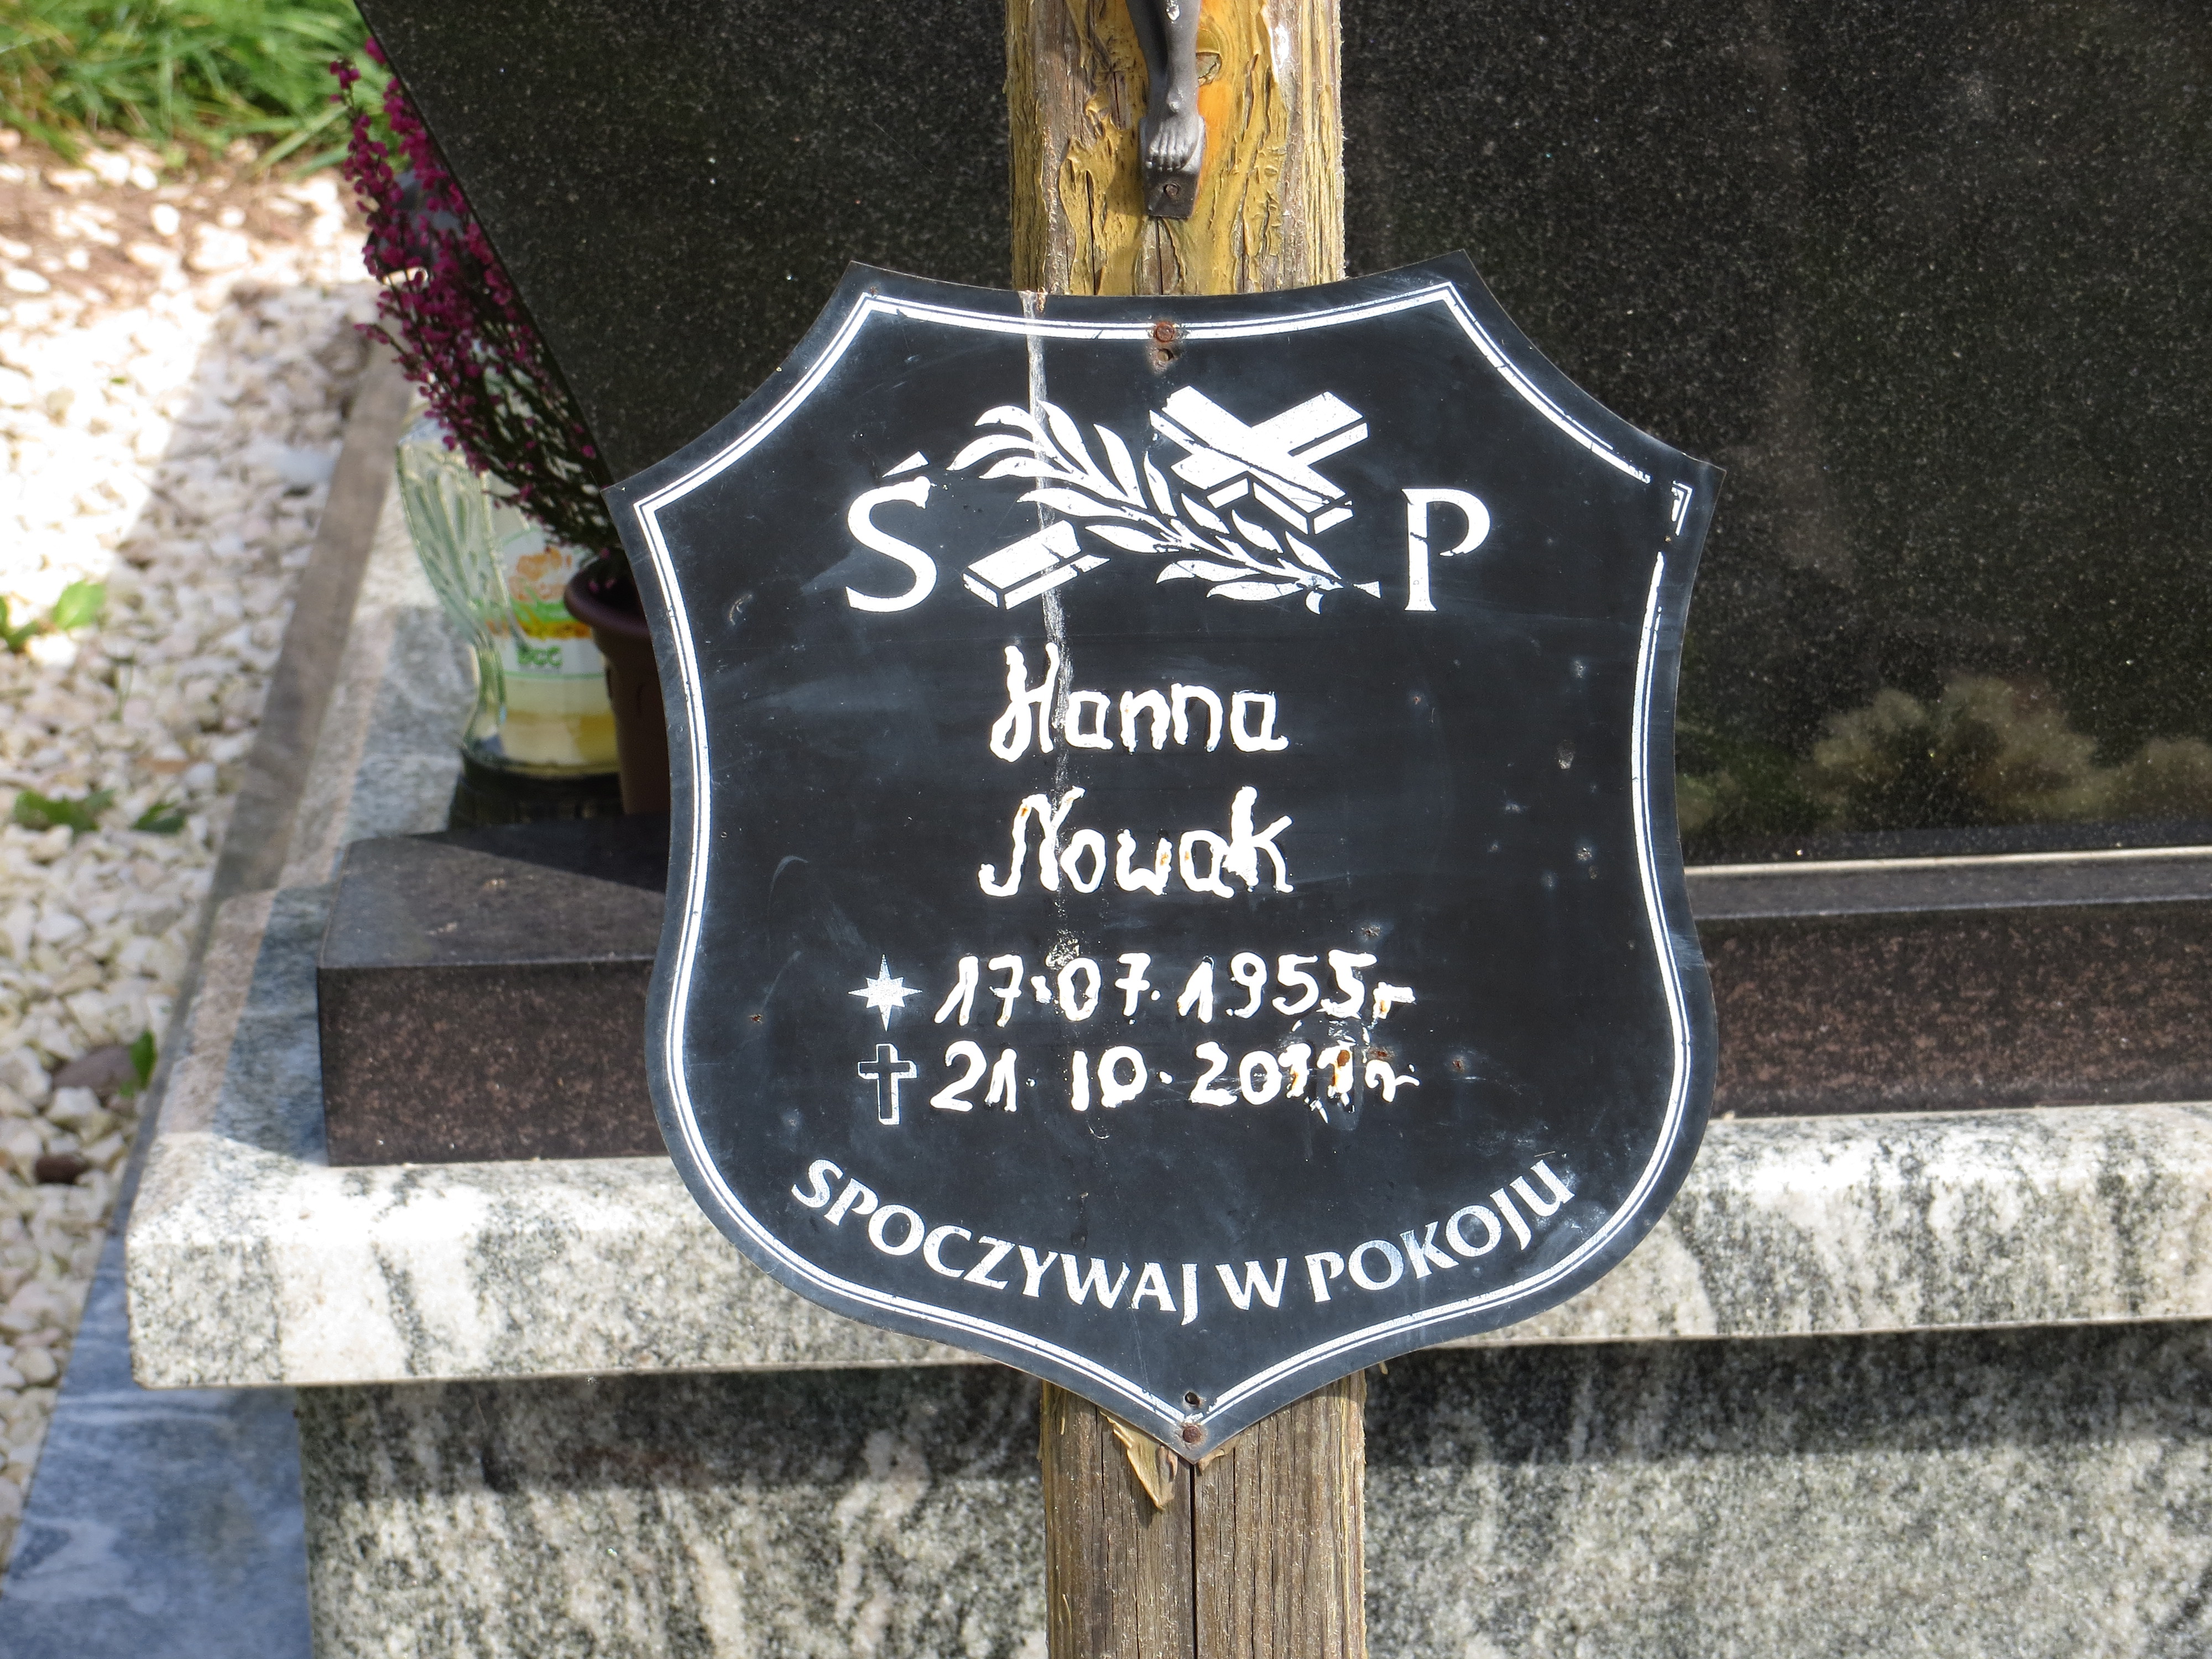 Ś P
Hanna
Nowak
17.07.1955r
21.10.2011r
SPOCZYWAJ W POKOJU